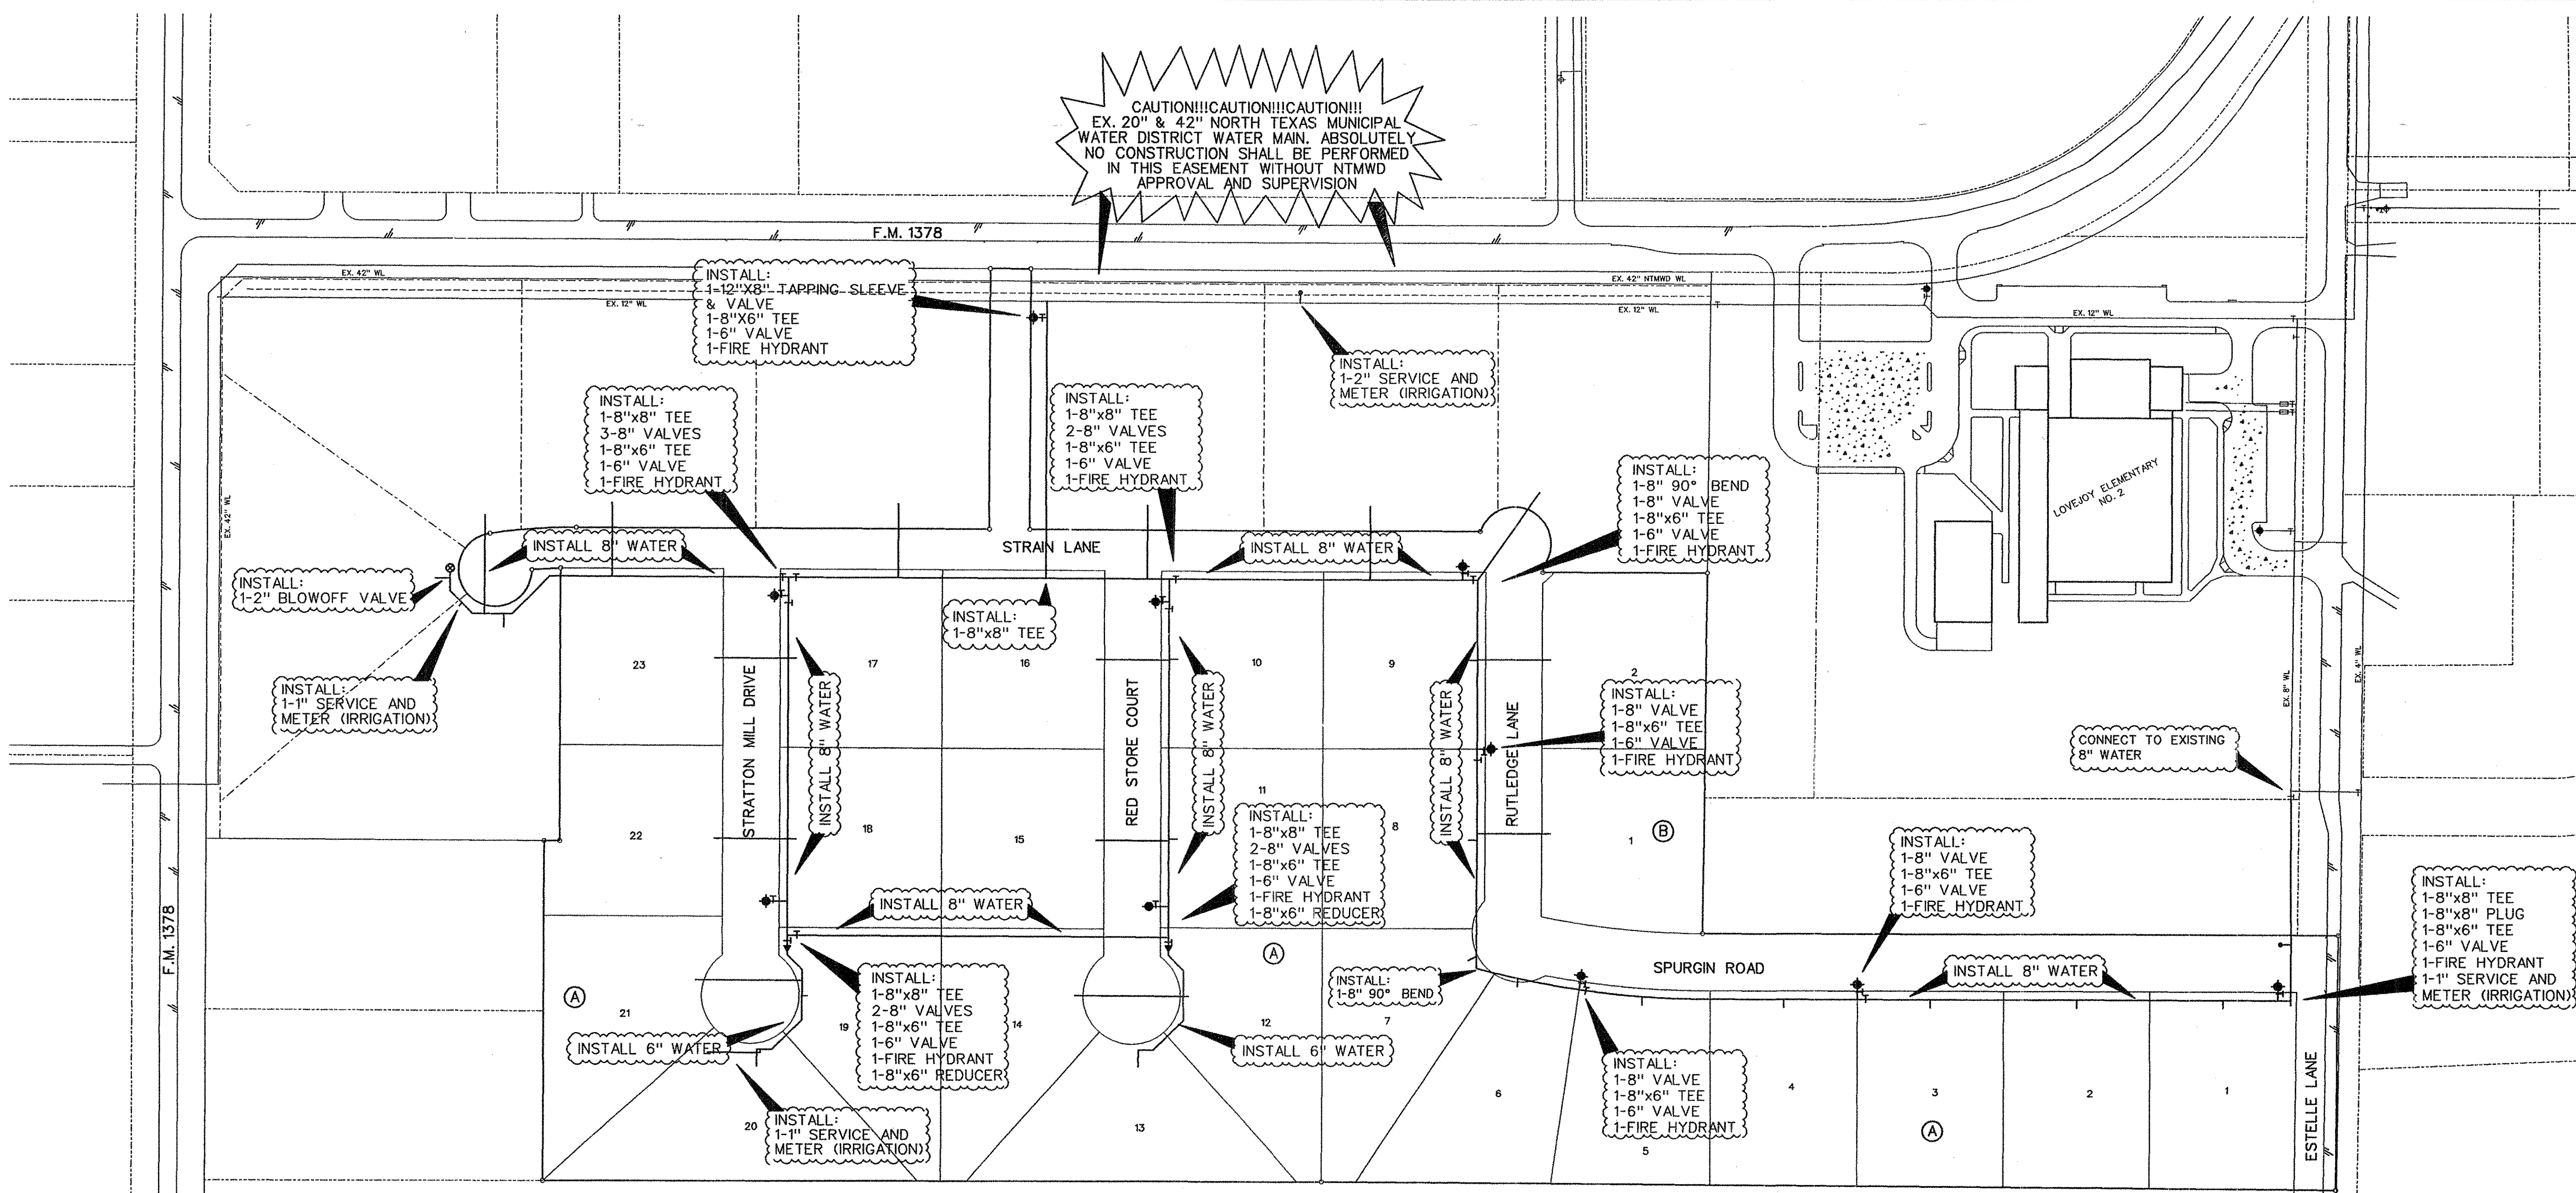 CAUTION!!!CAUTION!!!CAUTION!!!
EX. 20" & 42" NORTH TEXAS MUNICIPAL
WATER DISTRICT WATER MAIN. ABSOLUTELY
NO CONSTRUCTION SHALL BE PERFORMED
IN THIS EASEMENT WITHOUT NTMWD
APPROVAL AND SUPERVISION
F.M. 1378
EX. 42" WL
EX. 12" WL
INSTALL:
1-12"X8" TAPPING SLEEVE
& VALVE
1-8"X6" TEE
1-6" VALVE
1-FIRE HYDRANT
EX. 42" NTMWD WL
EX. 12" WL
EX. 12" WL
INSTALL:
1-2" SERVICE AND
METER (IRRIGATION)
INSTALL:
1-8"x8" TEE
3-8" VALVES
1-8"x6" TEE
1-6" VALVE
1-FIRE HYDRANT
INSTALL:
1-8"x8" TEE
2-8" VALVES
1-8"x6" TEE
1-6" VALVE
1-FIRE HYDRANT
INSTALL:
1-8" 90° BEND
1-8" VALVE
1-8"x6" TEE
1-6" VALVE
1-FIRE HYDRANT
LOVEJOY ELEMENTARY
NO. 2
EX. 42" WL
INSTALL 8" WATER
STRAIN LANE
INSTALL 8" WATER
INSTALL:
1-2" BLOWOFF VALVE
INSTALL:
1-8"x8" TEE
INSTALL:
1-1" SERVICE AND
METER (IRRIGATION)
23
17
16
10
9
2
STRATTON MILL DRIVE
INSTALL 8" WATER
RED STORE COURT
INSTALL 8" WATER
INSTALL 8" WATER
RUTLEDGE LANE
INSTALL:
1-8" VALVE
1-8"x6" TEE
1-6" VALVE
1-FIRE HYDRANT
EX. 8" WL
EX. 4" WL
CONNECT TO EXISTING
8" WATER
22
18
15
11
8
1
B
INSTALL:
1-8"x8" TEE
2-8" VALVES
1-8"x6" TEE
1-6" VALVE
1-FIRE HYDRANT
1-8"x6" REDUCER
INSTALL:
1-8" VALVE
1-8"x6" TEE
1-6" VALVE
1-FIRE HYDRANT
INSTALL:
1-8"x8" TEE
1-8"x8" PLUG
1-8"x6" TEE
1-6" VALVE
1-FIRE HYDRANT
1-1" SERVICE AND
METER (IRRIGATION)
F.M. 1378
INSTALL 8" WATER
A
A
SPURGIN ROAD
INSTALL 8" WATER
INSTALL:
1-8" 90° BEND
INSTALL:
1-8"x8" TEE
2-8" VALVES
1-8"x6" TEE
1-6" VALVE
1-FIRE HYDRANT
1-8"x6" REDUCER
21
19
14
12
7
INSTALL 6" WATER
INSTALL 6" WATER
INSTALL:
1-8" VALVE
1-8"x6" TEE
1-6" VALVE
1-FIRE HYDRANT
6
4
3
2
1
ESTELLE LANE
INSTALL:
1-1" SERVICE AND
METER (IRRIGATION)
20
13
5
A